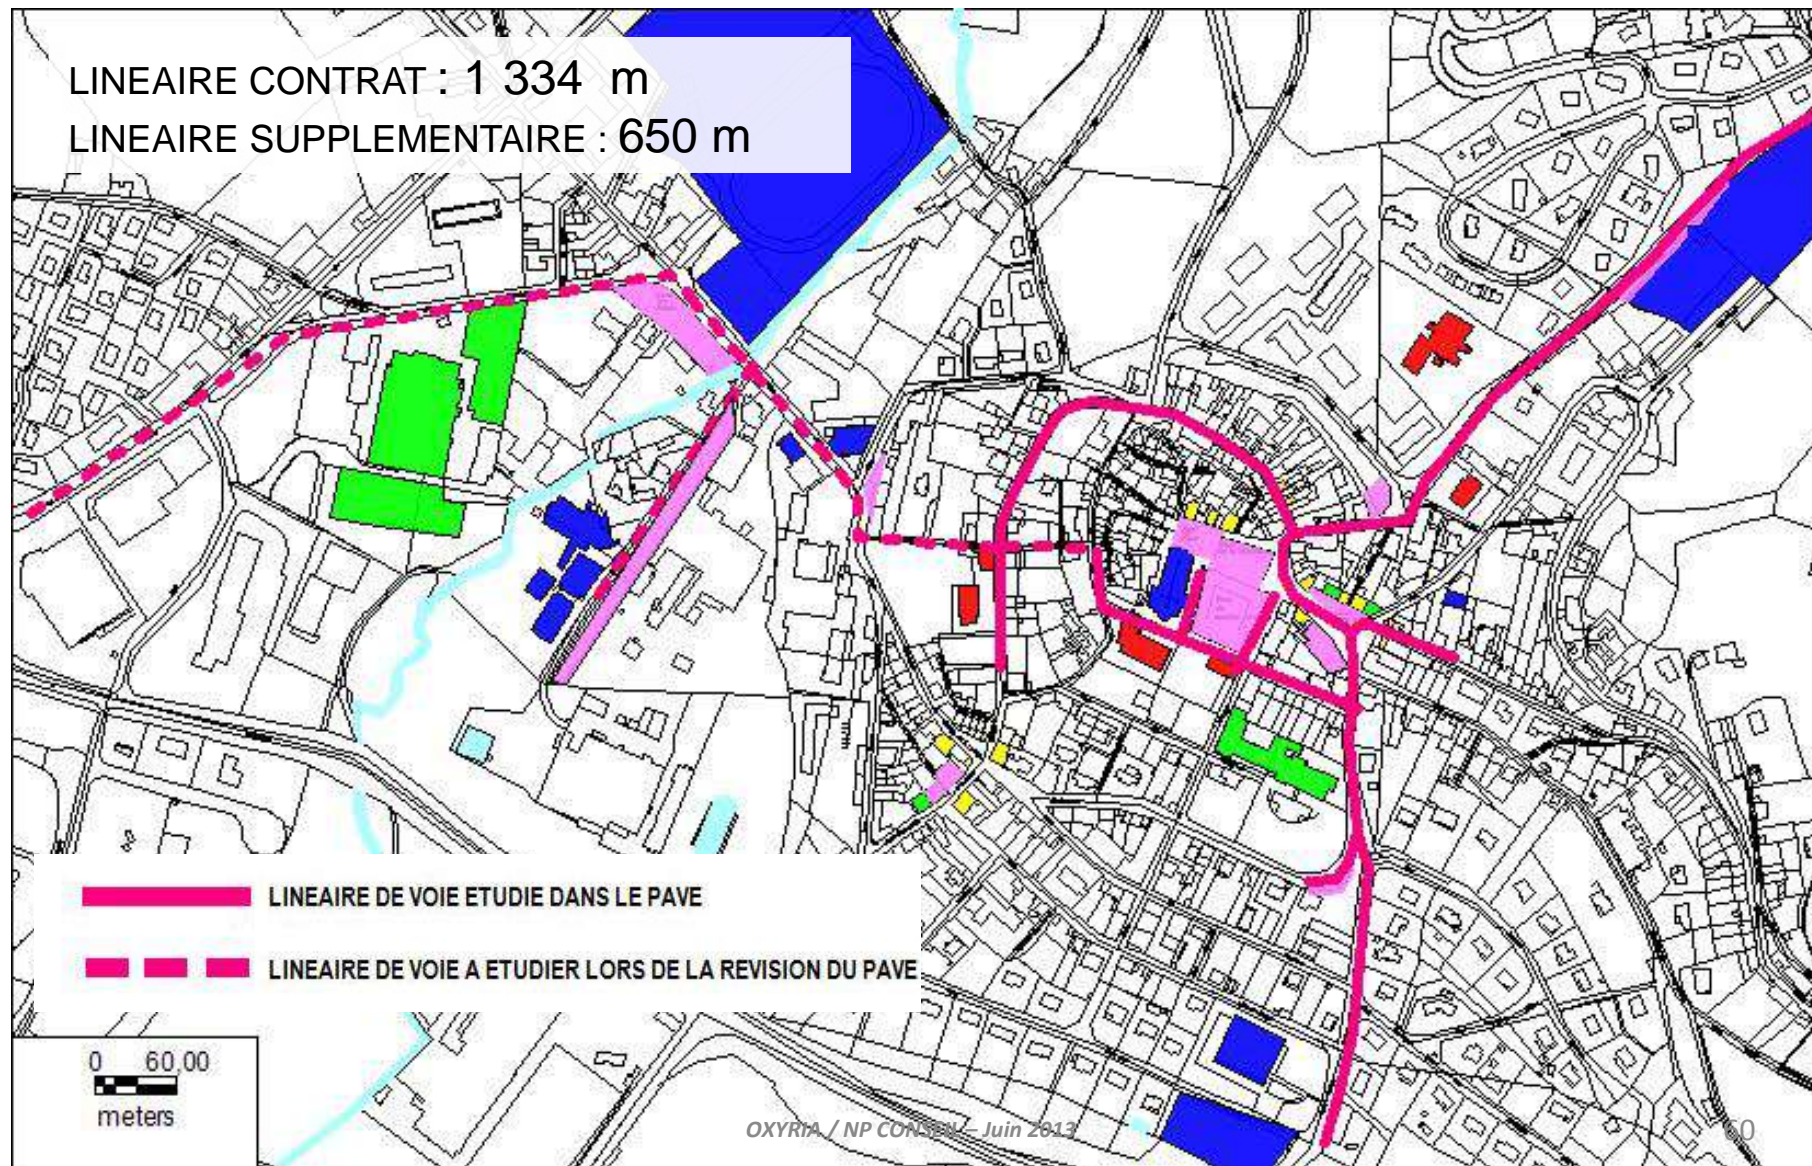 LINEAIRE CONTRAT : 1 334 m
LINEAIRE SUPPLEMENTAIRE : 650 m
LINEAIRE DE VOIE ETUDIE DANS LE PAVE
LINEAIRE DE VOIE A ETUDIER LORS DE LA REVISION DU PAVE
0 60,00
meters
OXYRIA / NP CONSEIL – Juin 2013
60